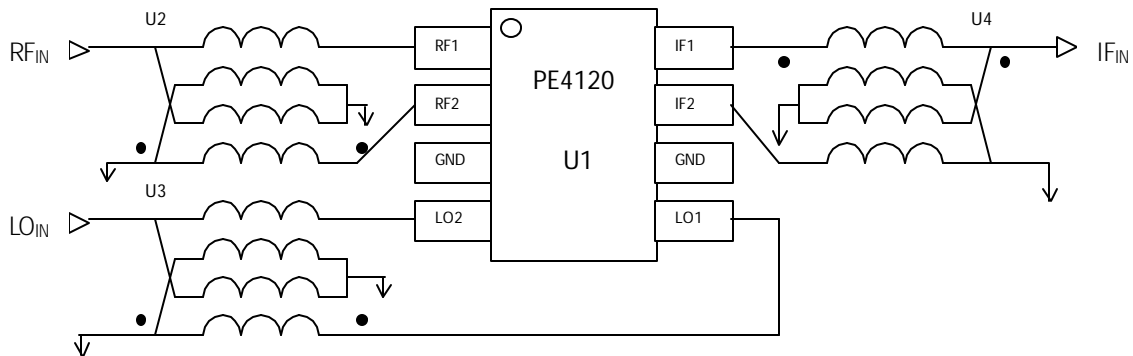 U2
U4
RF1
IF1
RFIN
IFIN
PE4120
RF2
IF2
GND
U1
GND
U3
LOIN
LO2
LO1